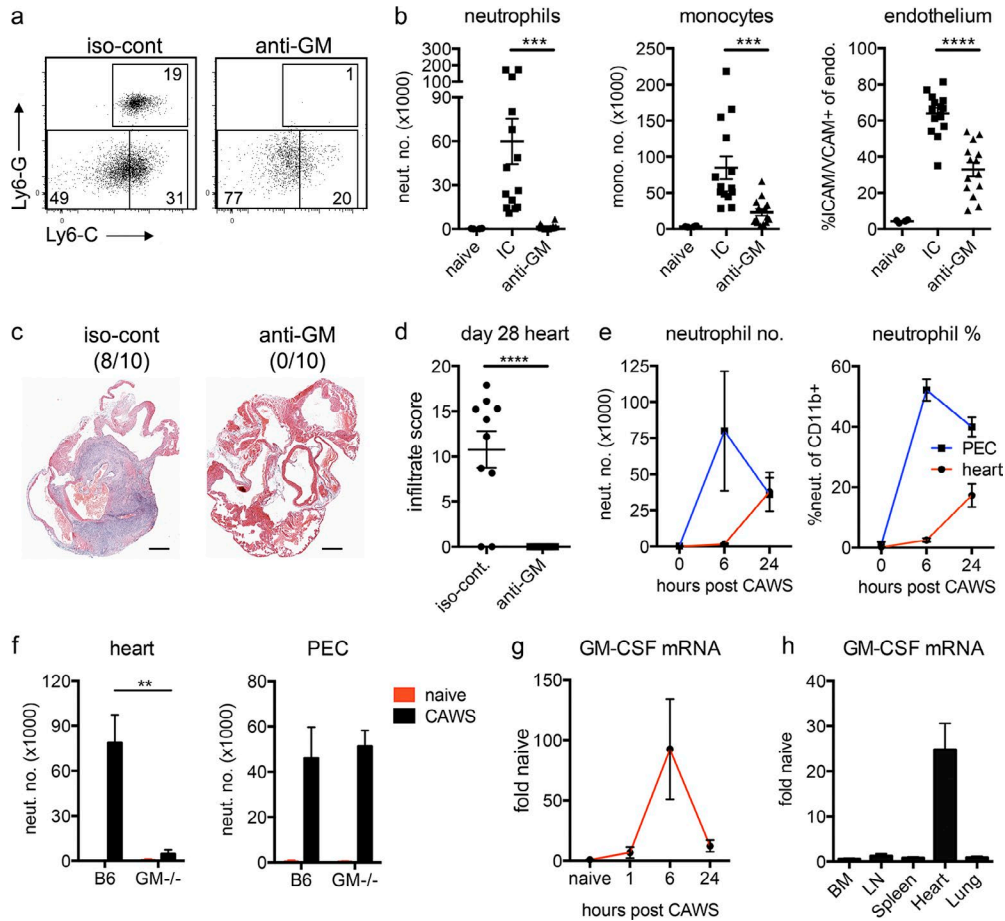 a
iso-cont
anti-GM
19
1
49
31
77
20
0
0
Ly6-G
Ly6-C
b
neutrophils
monocytes
endothelium
***
***
****
neut. no. (x1000)
300
200
100
90
60
30
0
naive
IC
anti-GM
mono. no. (x1000)
250
200
150
100
50
0
naive
IC
anti-GM
%ICAM/VCAM+ of endo.
100
80
60
40
20
0
naive
IC
anti-GM
c
iso-cont
(8/10)
anti-GM
(0/10)
d
day 28 heart
****
infiltrate score
20
15
10
5
0
iso-cont.
anti-GM
e
neutrophil no.
neutrophil %
neut. no. (x1000)
125
100
75
50
25
0
0 6 24
hours post CAWS
%neut. of CD11b+
60
40
20
0
PEC
heart
0 6 24
hours post CAWS
f
heart
PEC
**
neut. no. (x1000)
120
90
60
30
0
B6 GM-/-
neut. no. (x1000)
80
60
40
20
0
B6 GM-/-
naive
CAWS
g
GM-CSF mRNA
fold naive
150
100
50
0
naive 1 6 24
hours post CAWS
h
GM-CSF mRNA
fold naive
40
30
20
10
0
BM
LN
Spleen
Heart
Lung